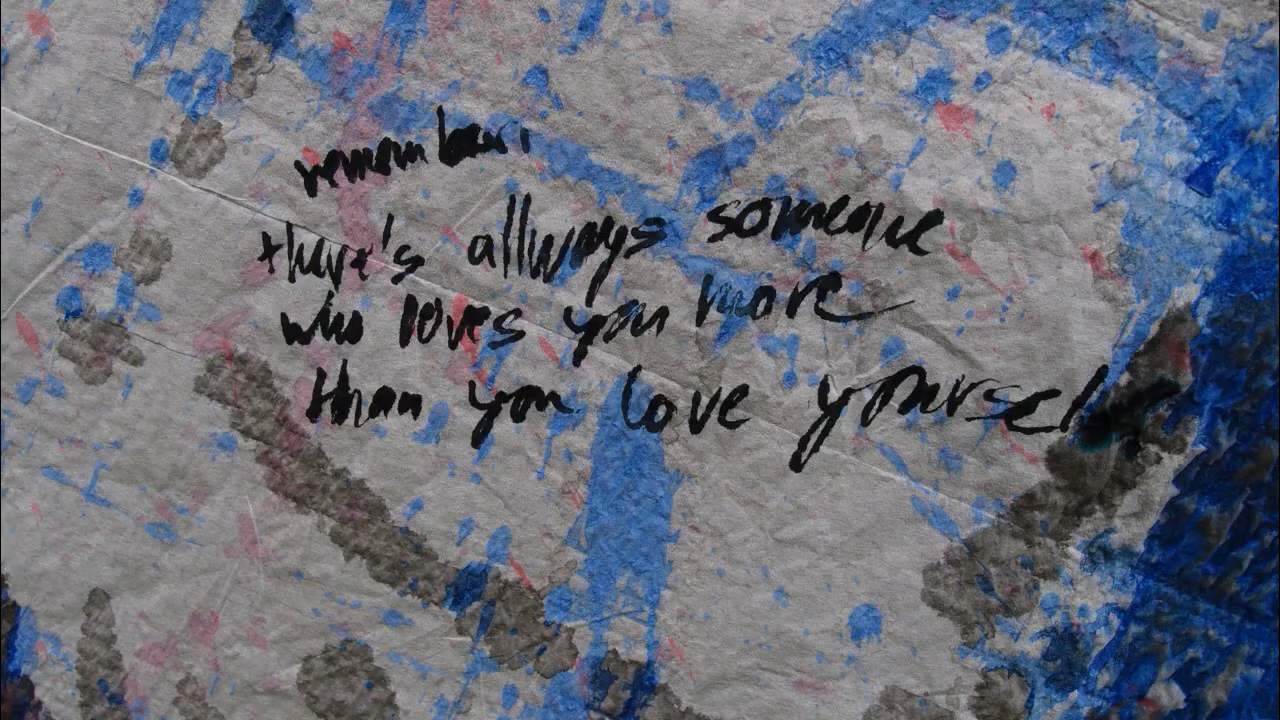 remember,
there's allways someone
who loves you more
than you love yourself